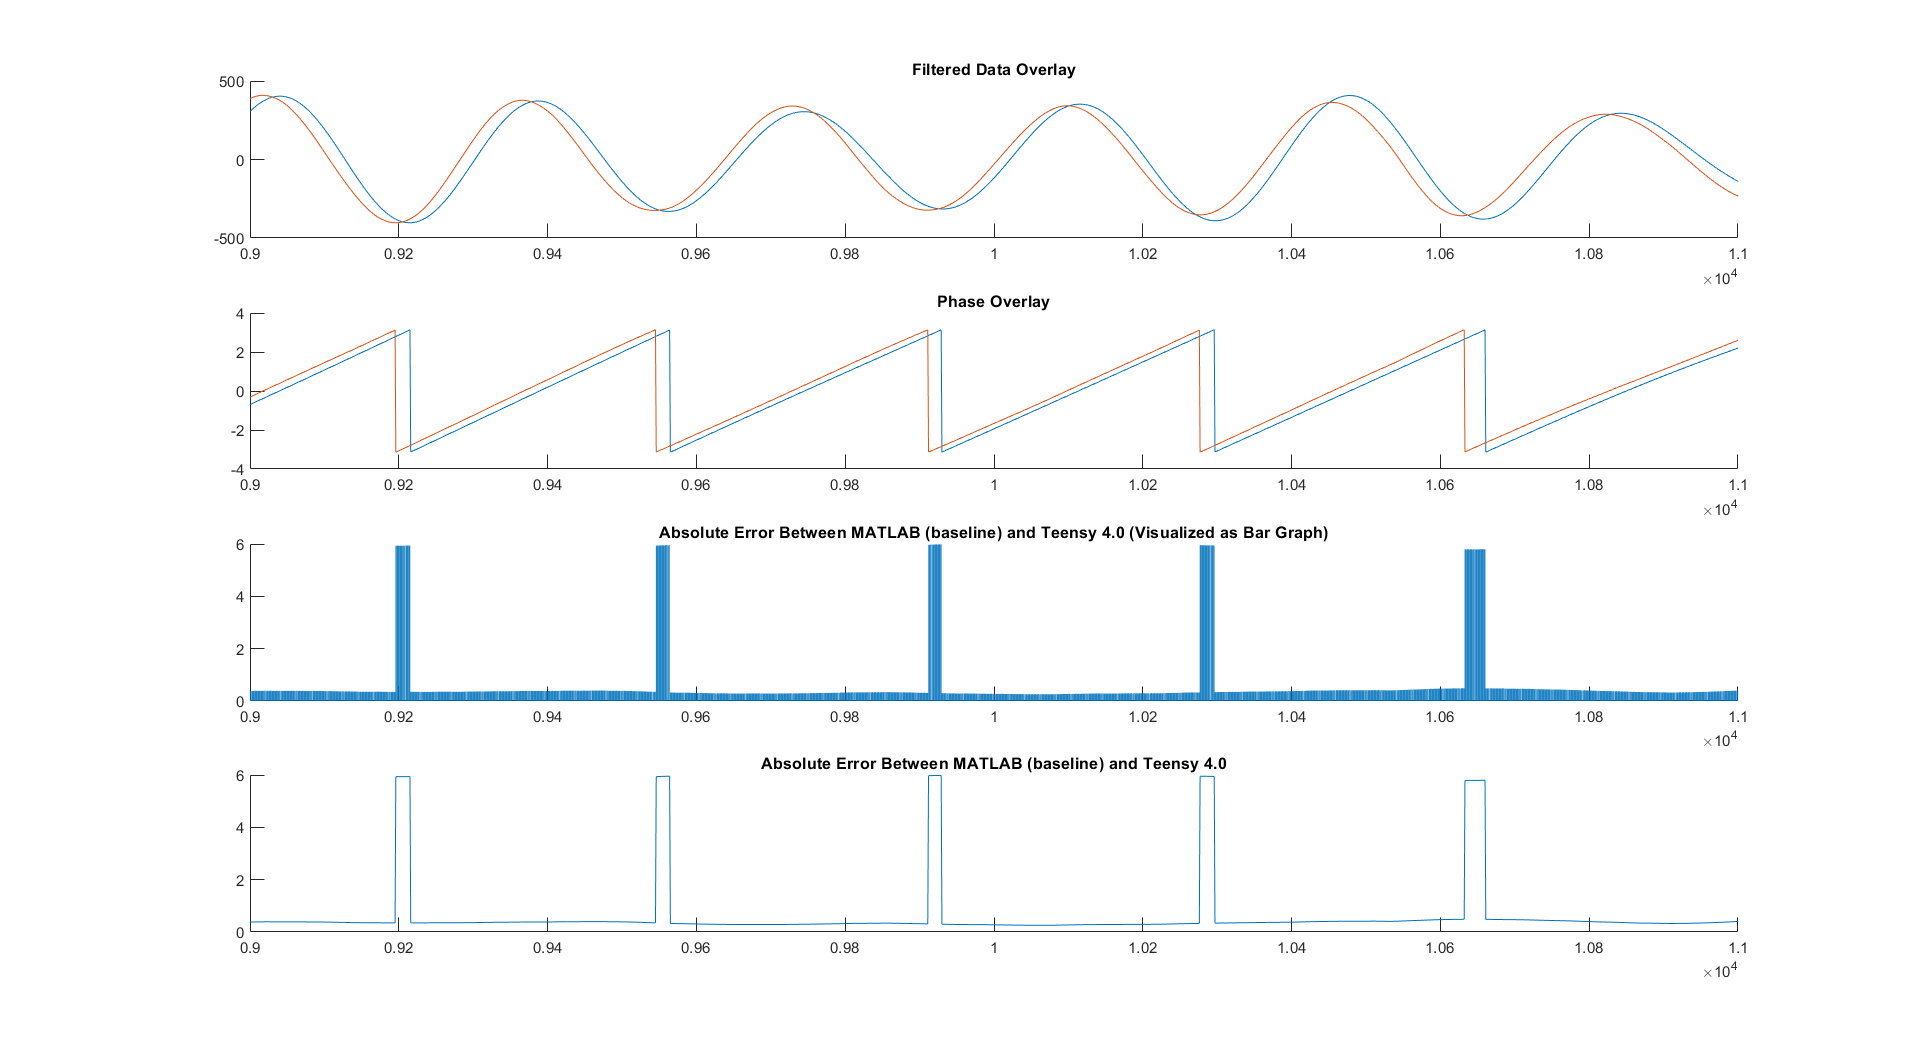 Filtered Data Overlay
500
0
-500
0.9 0.92 0.94 0.96 0.98 1 1.02 1.04 1.06 1.08 1.1
×10^4
Phase Overlay
4
2
0
-2
-4
0.9 0.92 0.94 0.96 0.98 1 1.02 1.04 1.06 1.08 1.1
×10^4
Absolute Error Between MATLAB (baseline) and Teensy 4.0 (Visualized as Bar Graph)
6
4
2
0
0.9 0.92 0.94 0.96 0.98 1 1.02 1.04 1.06 1.08 1.1
×10^4
Absolute Error Between MATLAB (baseline) and Teensy 4.0
6
4
2
0
0.9 0.92 0.94 0.96 0.98 1 1.02 1.04 1.06 1.08 1.1
×10^4